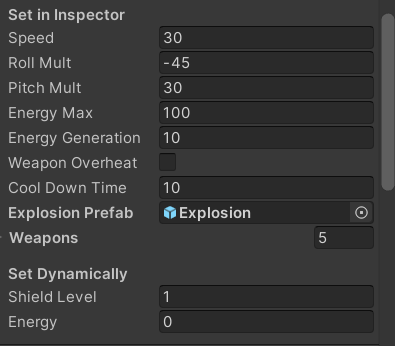 Set in Inspector
Speed 30
Roll Mult -45
Pitch Mult 30
Energy Max 100
Energy Generation 10
Weapon Overheat
Cool Down Time 10
Explosion Prefab Explosion
Weapons 5
Set Dynamically
Shield Level 1
Energy 0